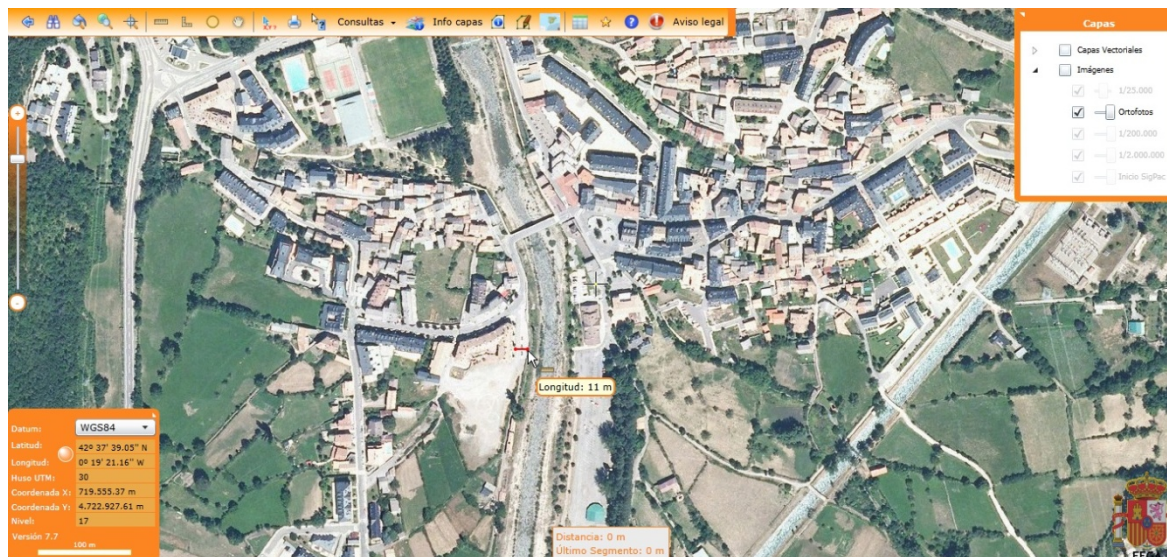 Consultas
Info capas
Aviso legal
Capas
Capas Vectoriales
Imágenes
1/25.000
Ortofotos
1/200.000
1/2.000.000
Inicio SigPac
Longitud: 11 m
Datum: WGS84
Latitud: 42º 37' 39.05" N
Longitud: 0º 19' 21.16" W
Huso UTM: 30
Coordenada X: 719.555.37 m
Coordenada Y: 4.722.927.61 m
Nivel: 17
Versión 7.7
100 m
Distancia: 0 m
Último Segmento: 0 m